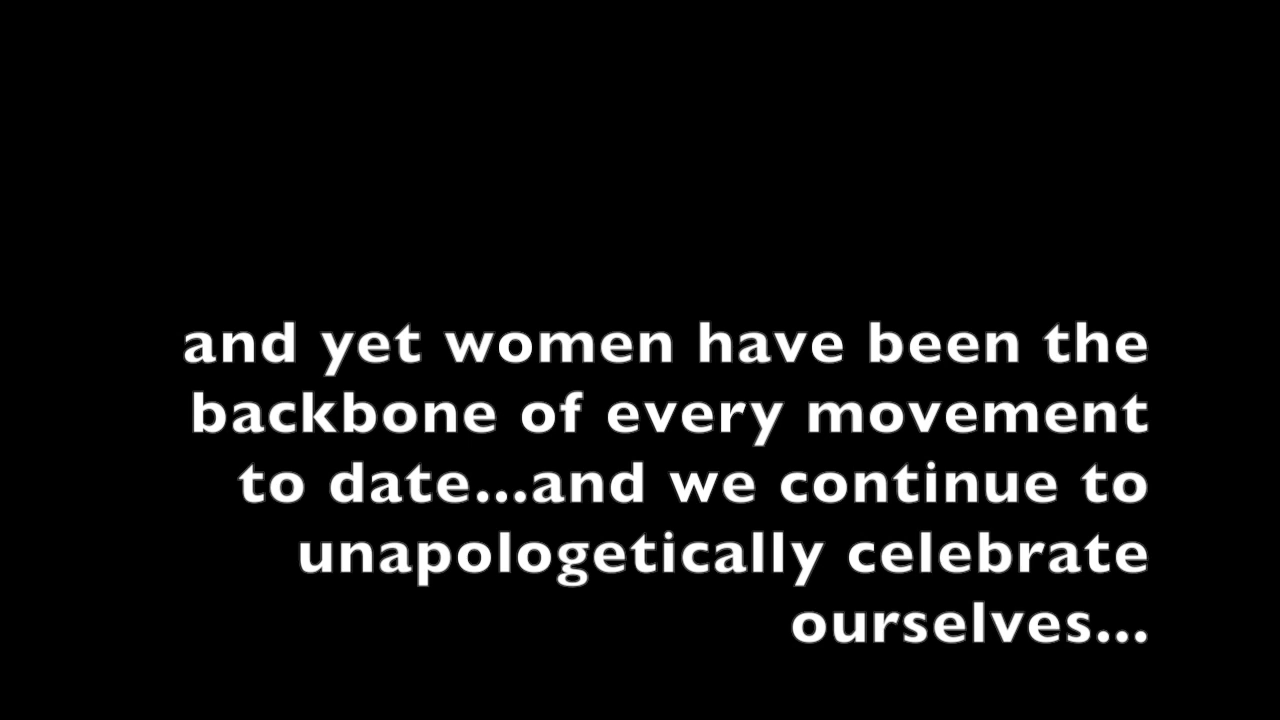 and yet women have been the
backbone of every movement
to date...and we continue to
unapologetically celebrate
ourselves...